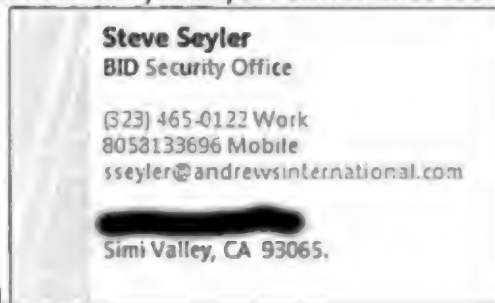 Steve Seyler
BID Security Office
(323) 465-0122 Work
8058133696 Mobile
sseyler@andrewsinternational.com
Simi Valley, CA 93065.